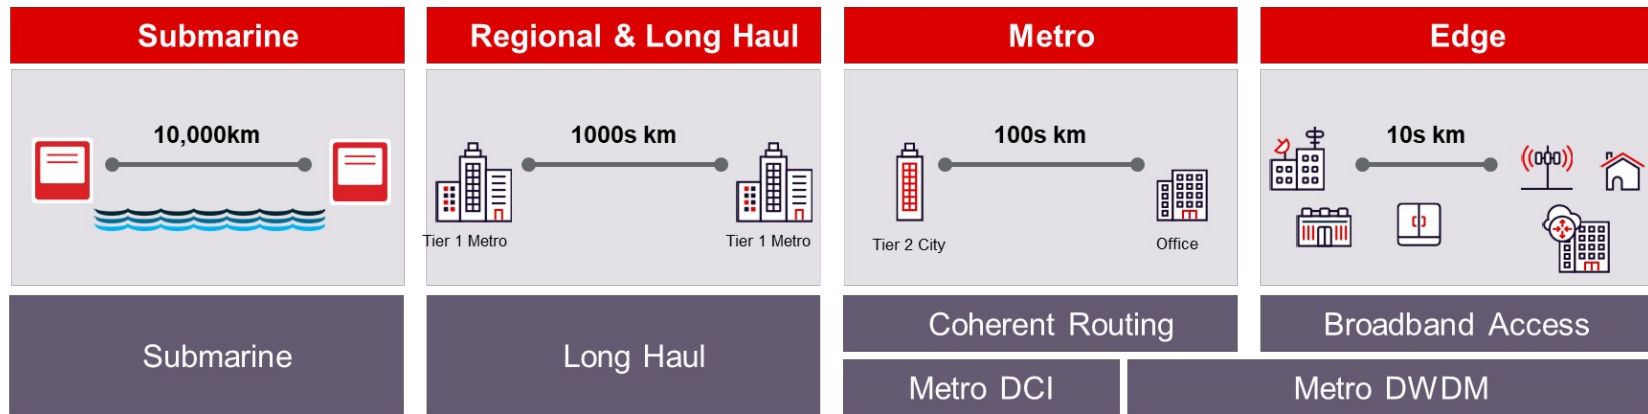 Submarine
Regional & Long Haul
Metro
Edge
10,000km
1000s km
100s km
10s km
Tier 1 Metro
Tier 1 Metro
Tier 2 City
Office
Submarine
Long Haul
Coherent Routing
Broadband Access
Metro DCI
Metro DWDM